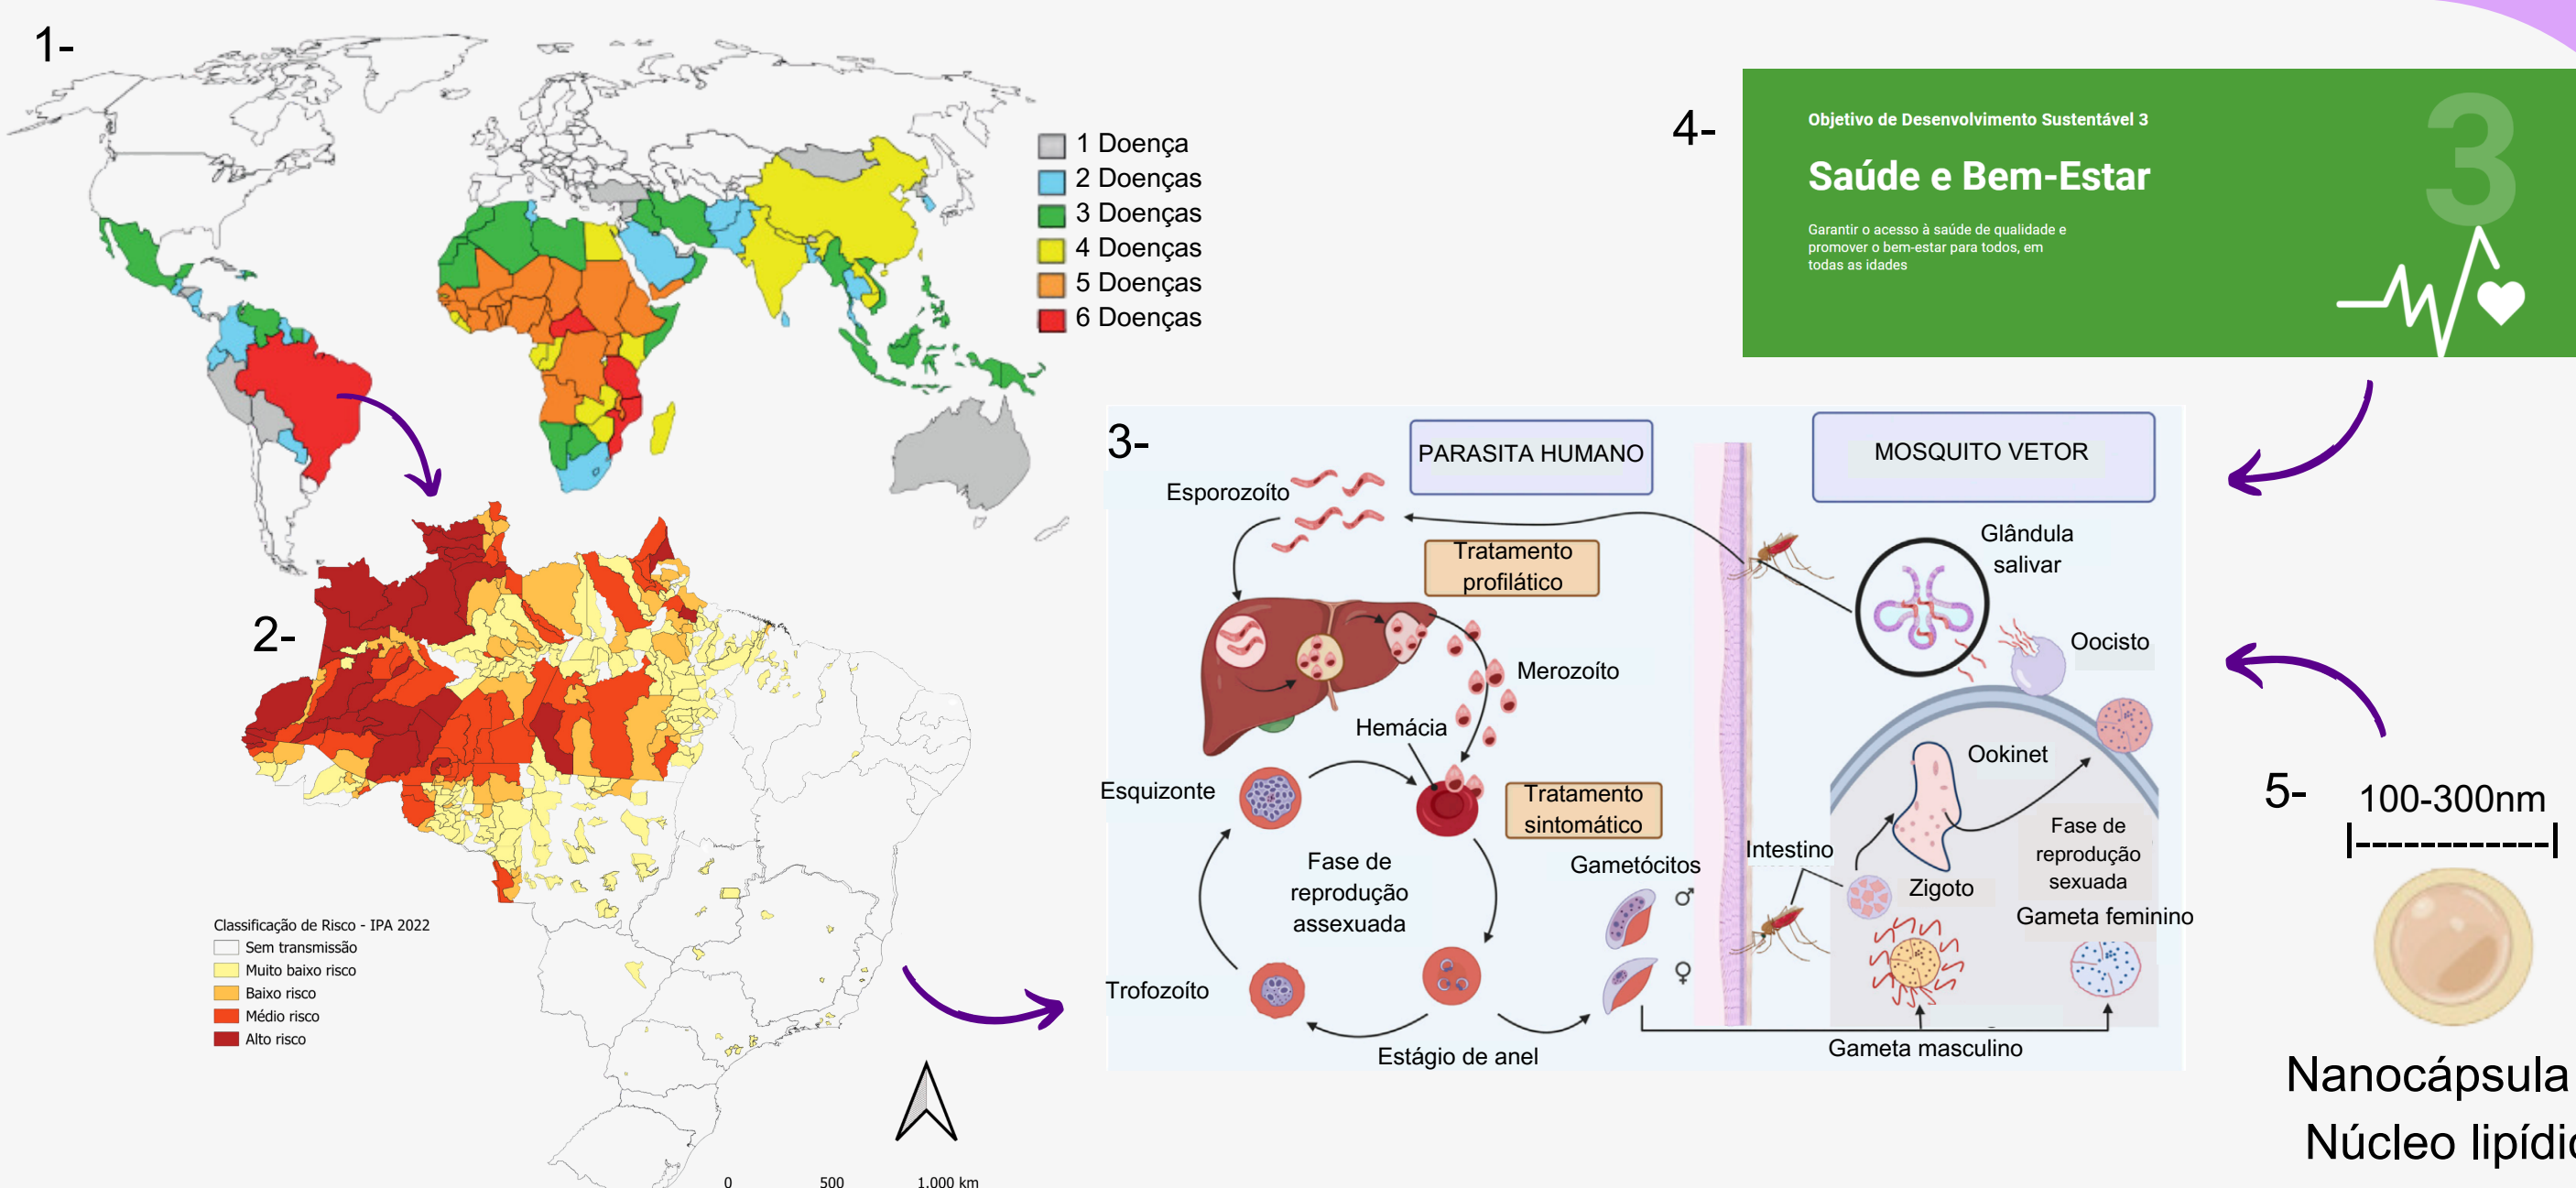 1-
1 Doença
2 Doenças
3 Doenças
4 Doenças
5 Doenças
6 Doenças
2-
Classificação de Risco - IPA 2022
Sem transmissão
Muito baixo risco
Baixo risco
Médio risco
Alto risco
0 500 1.000 km
3-
PARASITA HUMANO
MOSQUITO VETOR
Esporozoíto
Tratamento
profilático
Glândula
salivar
Oocisto
Merozoíto
Hemácia
Ookinet
Esquizonte
Tratamento
sintomático
Fase de
reprodução
sexuada
Intestino
Fase de
reprodução
assexuada
Gametócitos
♂
Zigoto
Gameta feminino
♀
Trofozoíto
Estágio de anel
Gameta masculino
4-
Objetivo de Desenvolvimento Sustentável 3
3
Saúde e Bem-Estar
Garantir o acesso à saúde de qualidade e
promover o bem-estar para todos, em
todas as idades
5-
100-300nm
Nanocápsula
Núcleo lipídic